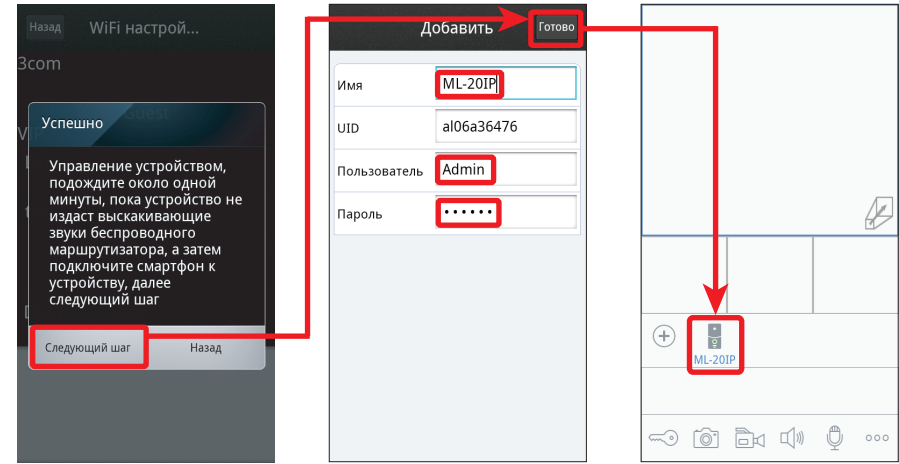 Назад WiFi настрой...
3com
Guest
Успешно
Управление устройством,
подождите около одной
минуты, пока устройство не
издаст выскакивающие
звуки беспроводного
маршрутизатора, а затем
подключите смартфон к
устройству, далее
следующий шаг
Следующий шаг Назад
Добавить Готово
Имя ML-20IP
UID al06a36476
Пользователь Admin
Пароль ······
ML-20IP